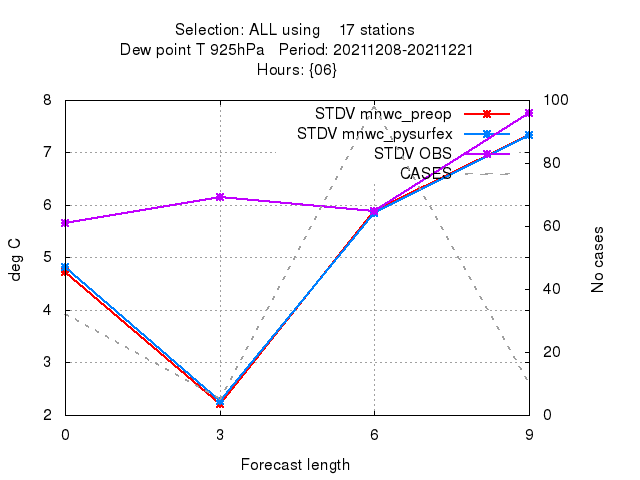 Selection: ALL using    17 stations
Dew point T 925hPa   Period: 20211208-20211221
Hours: {06}
STDV mnwc_preop
STDV mnwc_pysurfex
STDV OBS
CASES
8
7
6
5
4
3
2
100
80
60
40
20
0
deg C
No cases
0 3 6 9
Forecast length